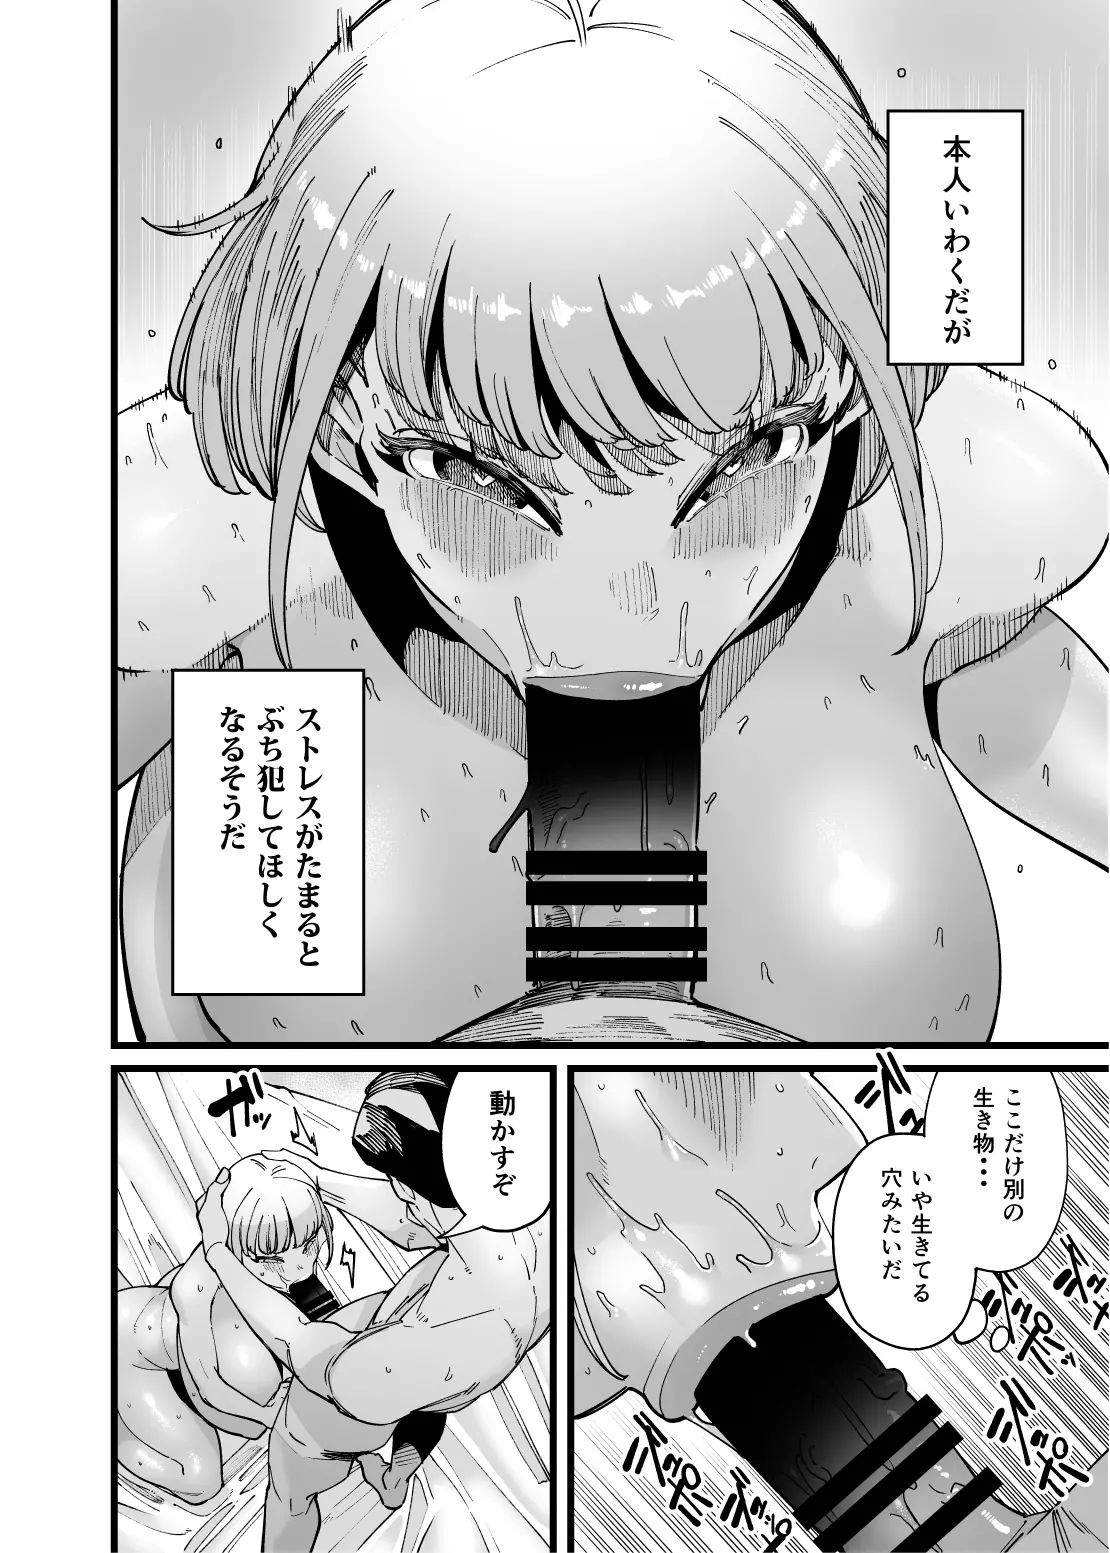 本人いわくだが
ストレスがたまると
ぶち犯してほしく
なるそうだ
ここだけ別の
生き物・・・
いや生きてる
穴みたいだ
動かすぞ
ガッ